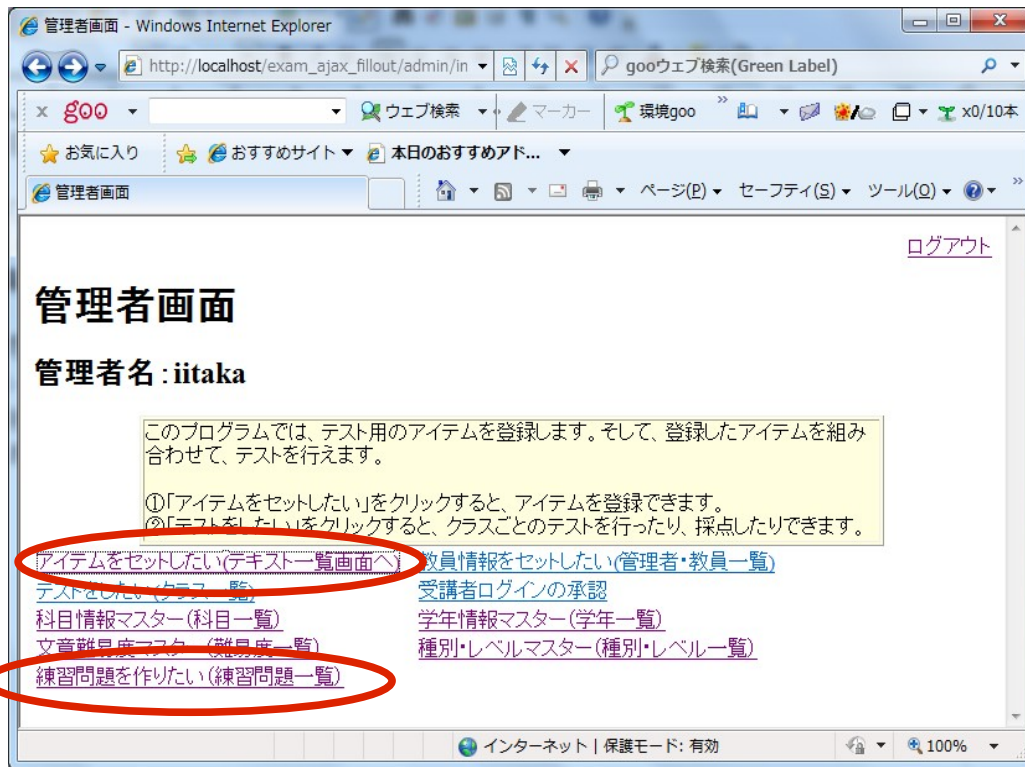 管理者画面 - Windows Internet Explorer
http://localhost/exam_ajax_fillout/admin/in
gooウェブ検索(Green Label)
x goo ウェブ検索 マーカー 環境goo » x0/10本
お気に入り おすすめサイト ▼ 本日のおすすめアド... ▼
管理者画面 ページ(P) ▼ セーフティ(S) ▼ ツール(O) ▼ »
ログアウト
管理者画面
管理者名:iitaka
このプログラムでは、テスト用のアイテムを登録します。そして、登録したアイテムを組み
合わせて、テストを行えます。
①「アイテムをセットしたい」をクリックすると、アイテムを登録できます。
②「テストをしたい」をクリックすると、クラスごとのテストを行ったり、採点したりできます。
アイテムをセットしたい(テキスト一覧画面へ) 教員情報をセットしたい(管理者・教員一覧)
テストをしたい(クラス一覧) 受講者ログインの承認
科目情報マスター(科目一覧) 学年情報マスター(学年一覧)
文章難易度マスター(難易度一覧) 種別・レベルマスター(種別・レベル一覧)
練習問題を作りたい(練習問題一覧)
インターネット | 保護モード: 有効 100%